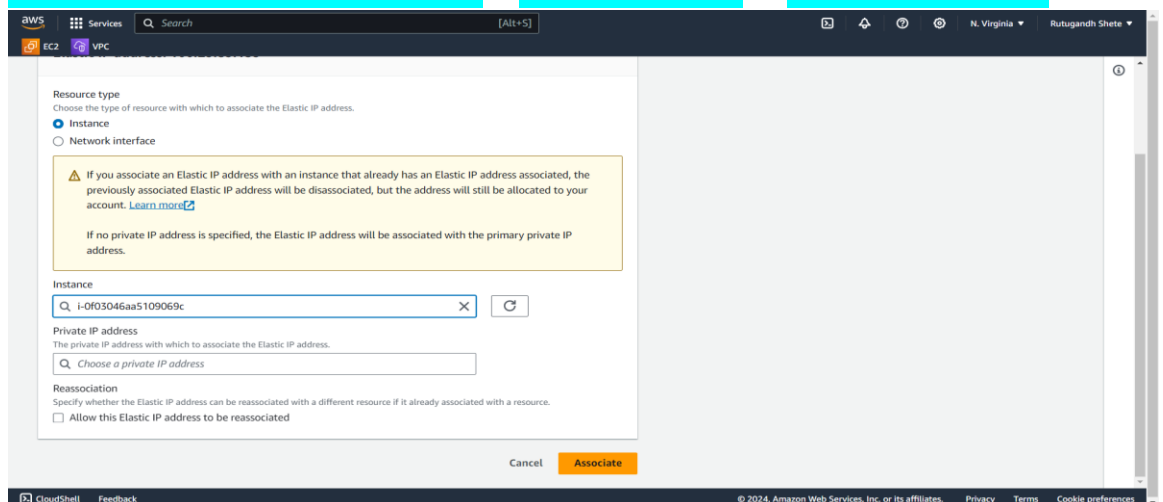 aws
Services
Search
[Alt+S]
N. Virginia ▼
Rutugandh Shete ▼
EC2
VPC
Resource type
Choose the type of resource with which to associate the Elastic IP address.
Instance
Network interface
If you associate an Elastic IP address with an instance that already has an Elastic IP address associated, the
previously associated Elastic IP address will be disassociated, but the address will still be allocated to your
account. Learn more
If no private IP address is specified, the Elastic IP address will be associated with the primary private IP
address.
Instance
i-0f03046aa5109069c
Private IP address
The private IP address with which to associate the Elastic IP address.
Choose a private IP address
Reassociation
Specify whether the Elastic IP address can be reassociated with a different resource if it already associated with a resource.
Allow this Elastic IP address to be reassociated
Cancel
Associate
CloudShell
Feedback
© 2024, Amazon Web Services, Inc. or its affiliates.
Privacy
Terms
Cookie preferences